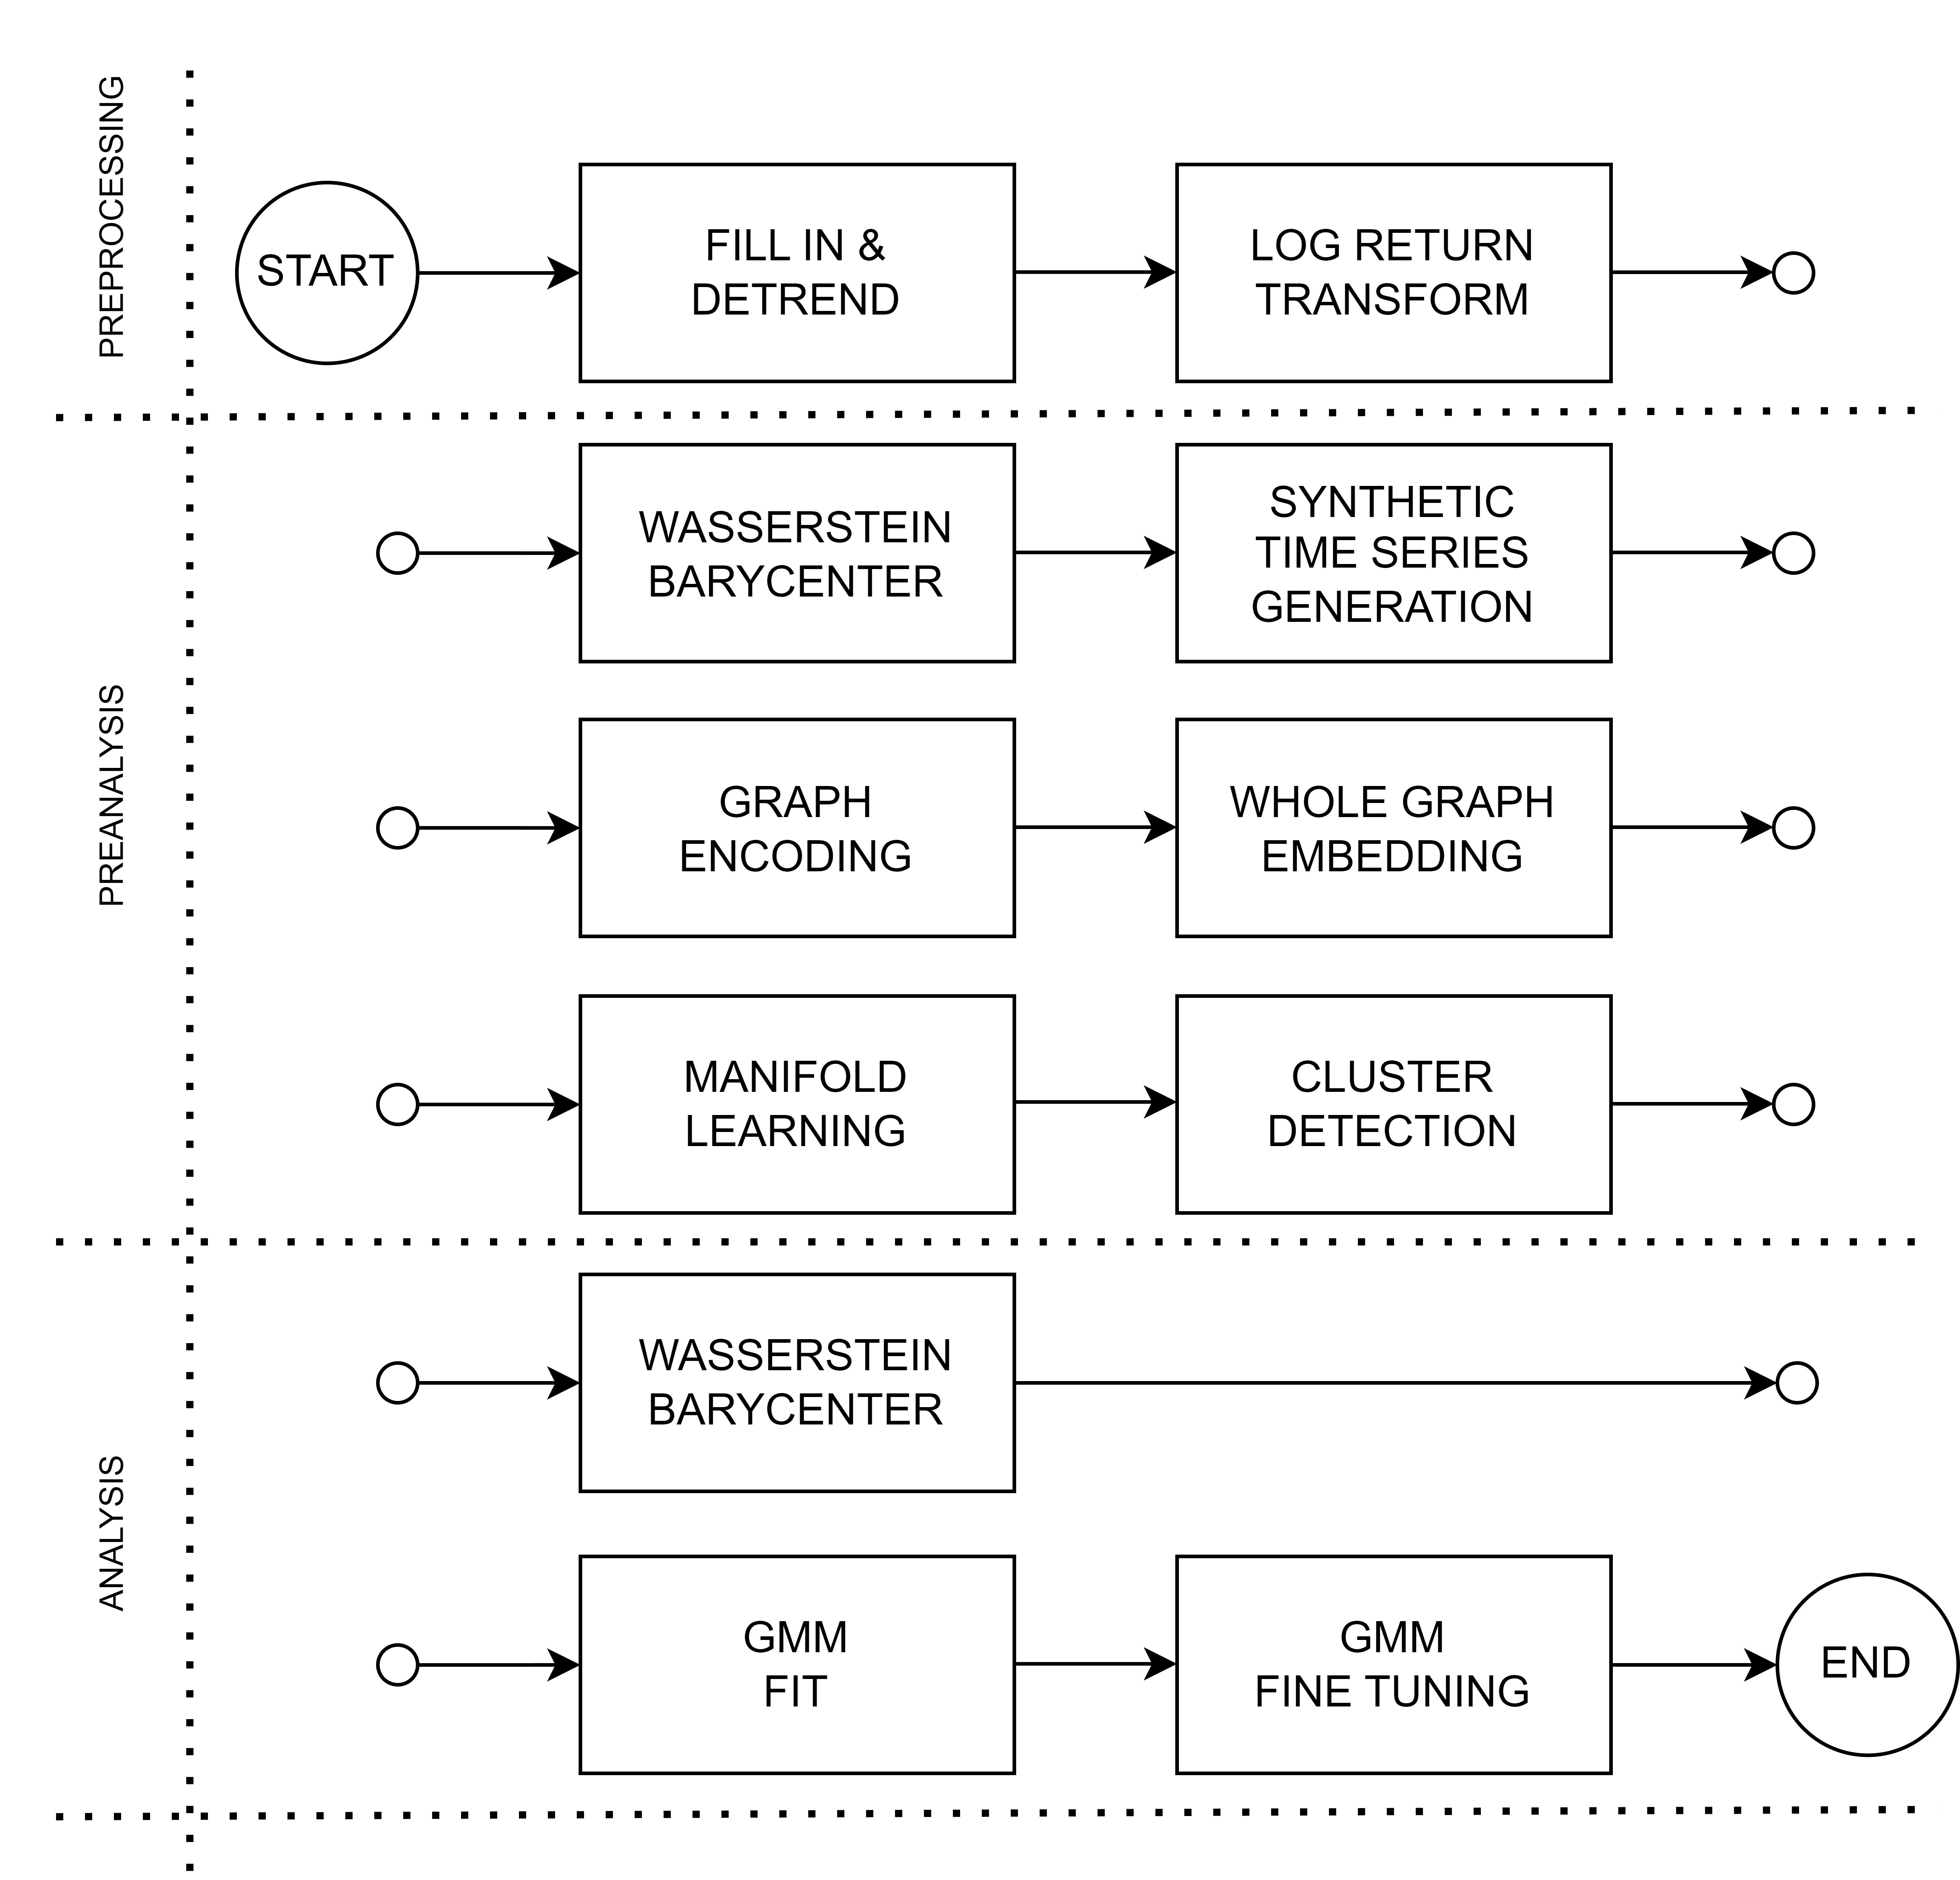 PREPROCESSING
START
FILL IN &
DETREND
LOG RETURN
TRANSFORM
PREANALYSIS
WASSERSTEIN
BARYCENTER
SYNTHETIC
TIME SERIES
GENERATION
GRAPH
ENCODING
WHOLE GRAPH
EMBEDDING
MANIFOLD
LEARNING
CLUSTER
DETECTION
ANALYSIS
WASSERSTEIN
BARYCENTER
GMM
FIT
GMM
FINE TUNING
END